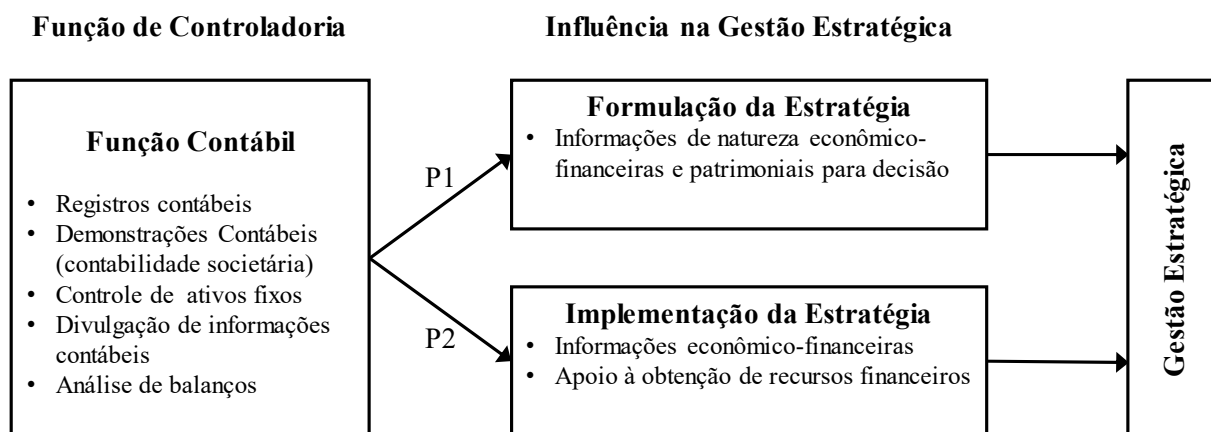 Função de Controladoria
Influência na Gestão Estratégica
Função Contábil
• Registros contábeis
• Demonstrações Contábeis
(contabilidade societária)
• Controle de ativos fixos
• Divulgação de informações
contábeis
• Análise de balanços
P1
P2
Formulação da Estratégia
• Informações de natureza econômico-
financeiras e patrimoniais para decisão
Implementação da Estratégia
• Informações econômico-financeiras
• Apoio à obtenção de recursos financeiros
Gestão Estratégica